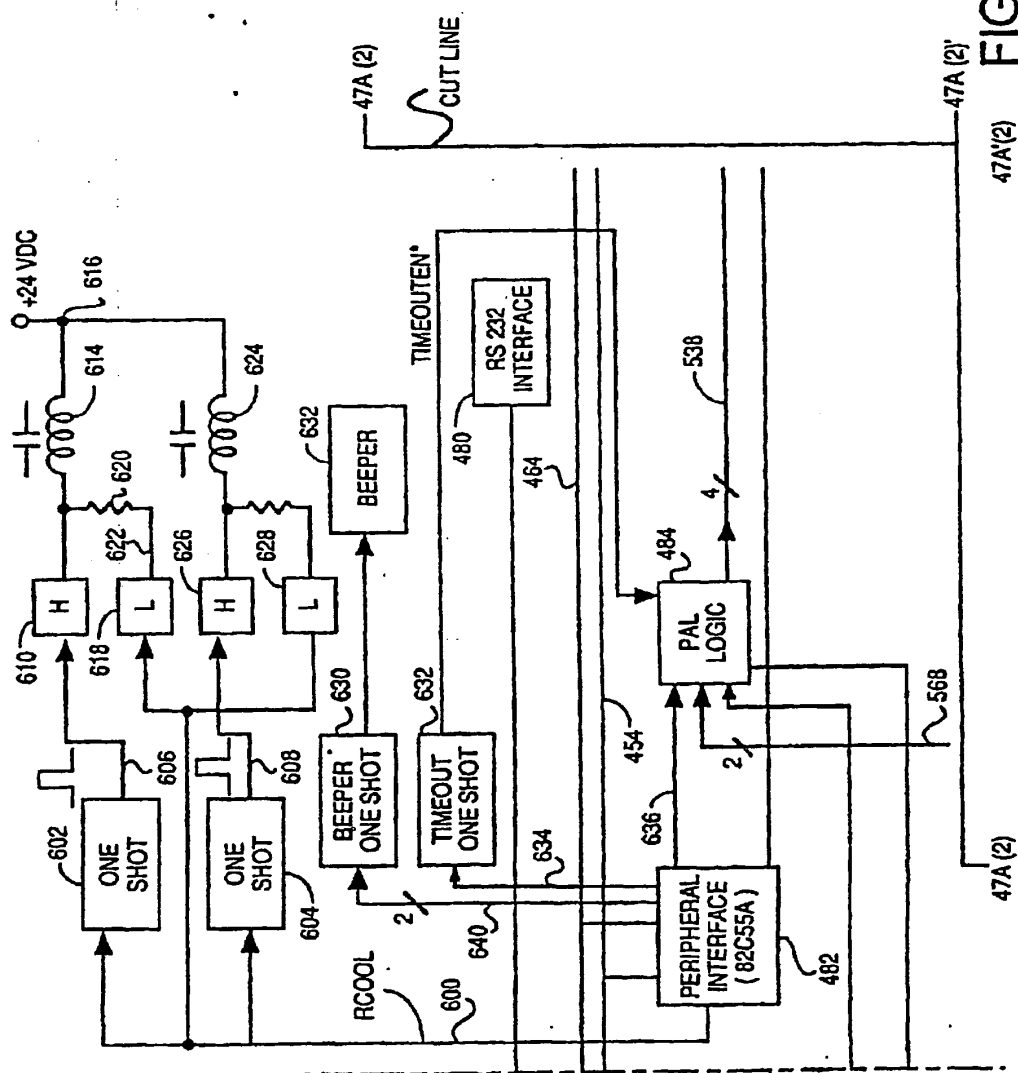 FIG
47A (2)
CUT LINE
47A (2)'
47A'(2)
+24 VDC
616
614
624
632
BEEPER
620
622
626
628
610
H
618
L
H
L
TIMEOUTEN*
RS 232
INTERFACE
480
464
538
4
484
PAL
LOGIC
606
608
630
BEEPER
ONE SHOT
632
TIMEOUT
ONE SHOT
454
568
2
602
ONE
SHOT
ONE
SHOT
604
634
636
2
640
PERIPHERAL
INTERFACE
( 82C55A )
482
47A (2)
RCOOL
600